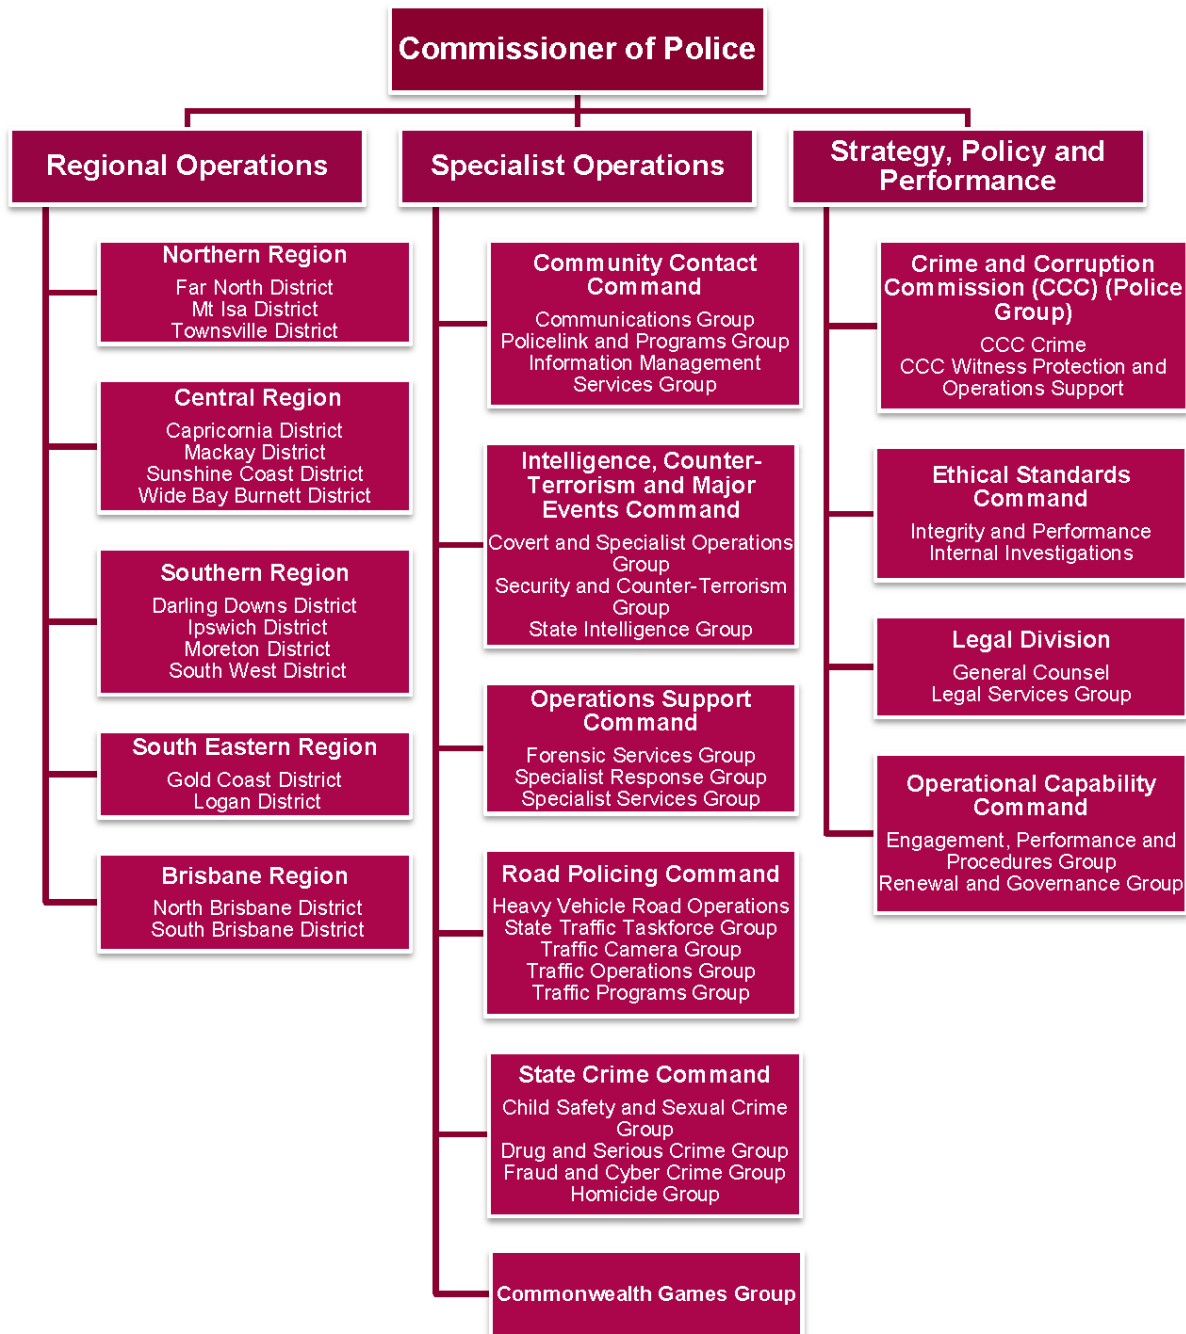 Commissioner of Police
Regional Operations
Northern Region
Far North District
Mt Isa District
Townsville District
Central Region
Capricornia District
Mackay District
Sunshine Coast District
Wide Bay Burnett District
Southern Region
Darling Downs District
Ipswich District
Moreton District
South West District
South Eastern Region
Gold Coast District
Logan District
Brisbane Region
North Brisbane District
South Brisbane District
Specialist Operations
Community Contact
Command
Communications Group
Policelink and Programs Group
Information Management
Services Group
Intelligence, Counter-
Terrorism and Major
Events Command
Covert and Specialist Operations
Group
Security and Counter-Terrorism
Group
State Intelligence Group
Operations Support
Command
Forensic Services Group
Specialist Response Group
Specialist Services Group
Road Policing Command
Heavy Vehicle Road Operations
State Traffic Taskforce Group
Traffic Camera Group
Traffic Operations Group
Traffic Programs Group
State Crime Command
Child Safety and Sexual Crime
Group
Drug and Serious Crime Group
Fraud and Cyber Crime Group
Homicide Group
Commonwealth Games Group
Strategy, Policy and
Performance
Crime and Corruption
Commission (CCC) (Police
Group)
CCC Crime
CCC Witness Protection and
Operations Support
Ethical Standards
Command
Integrity and Performance
Internal Investigations
Legal Division
General Counsel
Legal Services Group
Operational Capability
Command
Engagement, Performance and
Procedures Group
Renewal and Governance Group